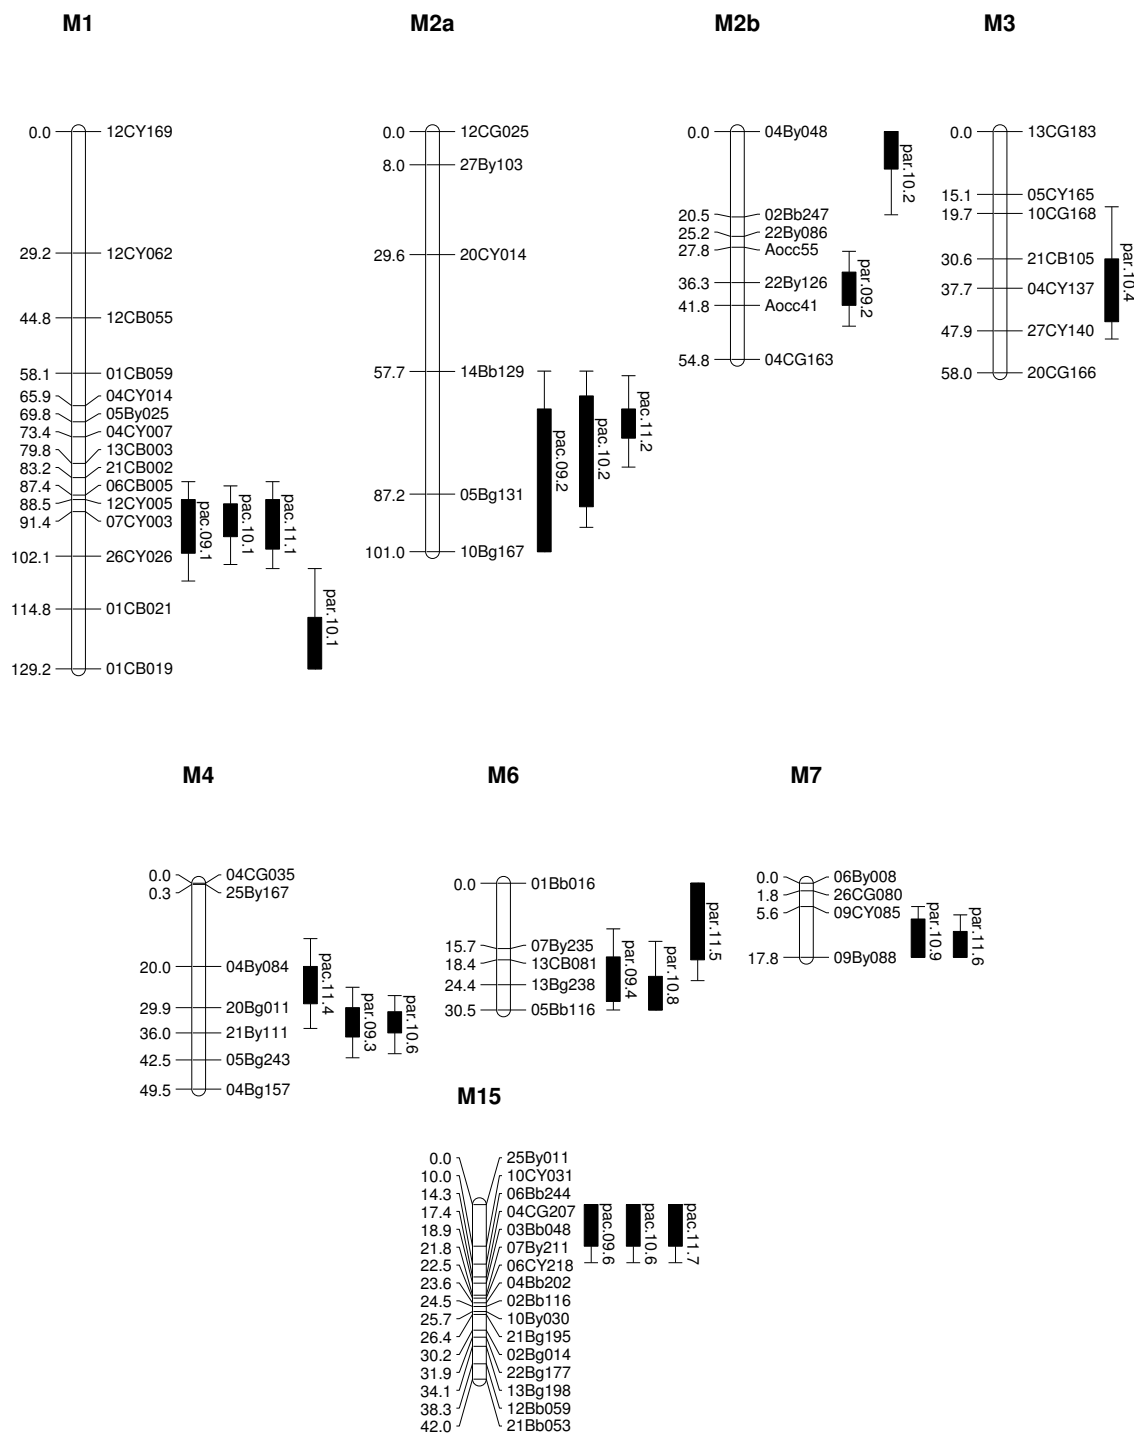 M1 M2a M2b M3
0.0 12CY169
29.2 12CY062
44.8 12CB055
58.1 01CB059
65.9 04CY014
69.8 05By025
73.4 04CY007
79.8 13CB003
83.2 21CB002
87.4 06CB005
88.5 12CY005
91.4 07CY003
102.1 26CY026
114.8 01CB021
129.2 01CB019
pac.09.1
pac.10.1
pac.11.1
par.10.1
0.0 12CG025
8.0 27By103
29.6 20CY014
57.7 14Bb129
87.2 05Bg131
101.0 10Bg167
pac.09.2
pac.10.2
pac.11.2
0.0 04By048
20.5 02Bb247
25.2 22By086
27.8 Aocc55
36.3 22By126
41.8 Aocc41
54.8 04CG163
par.09.2
par.10.2
0.0 13CG183
15.1 05CY165
19.7 10CG168
30.6 21CB105
37.7 04CY137
47.9 27CY140
58.0 20CG166
par.10.4
M4 M6 M7
0.0 04CG035
0.3 25By167
20.0 04By084
29.9 20Bg011
36.0 21By111
42.5 05Bg243
49.5 04Bg157
pac.11.4
par.09.3
par.10.6
0.0 01Bb016
15.7 07By235
18.4 13CB081
24.4 13Bg238
30.5 05Bb116
par.09.4
par.10.8
par.11.5
0.0 06By008
1.8 26CG080
5.6 09CY085
17.8 09By088
par.10.9
par.11.6
M15
0.0 25By011
10.0 10CY031
14.3 06Bb244
17.4 04CG207
18.9 03Bb048
21.8 07By211
22.5 06CY218
23.6 04Bb202
24.5 02Bb116
25.7 10By030
26.4 21Bg195
30.2 02Bg014
31.9 22Bg177
34.1 13Bg198
38.3 12Bb059
42.0 21Bb053
pac.09.6
pac.10.6
pac.11.7